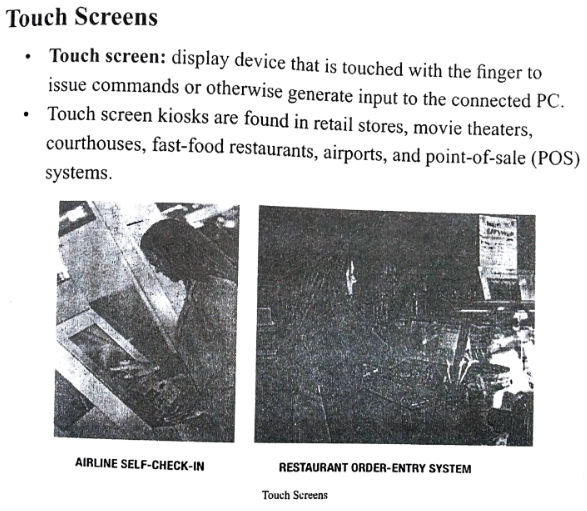 Touch Screens
• Touch screen: display device that is touched with the finger to
issue commands or otherwise generate input to the connected PC.
• Touch screen kiosks are found in retail stores, movie theaters,
courthouses, fast-food restaurants, airports, and point-of-sale (POS)
systems.
AIRLINE SELF-CHECK-IN
RESTAURANT ORDER-ENTRY SYSTEM
Touch Screens